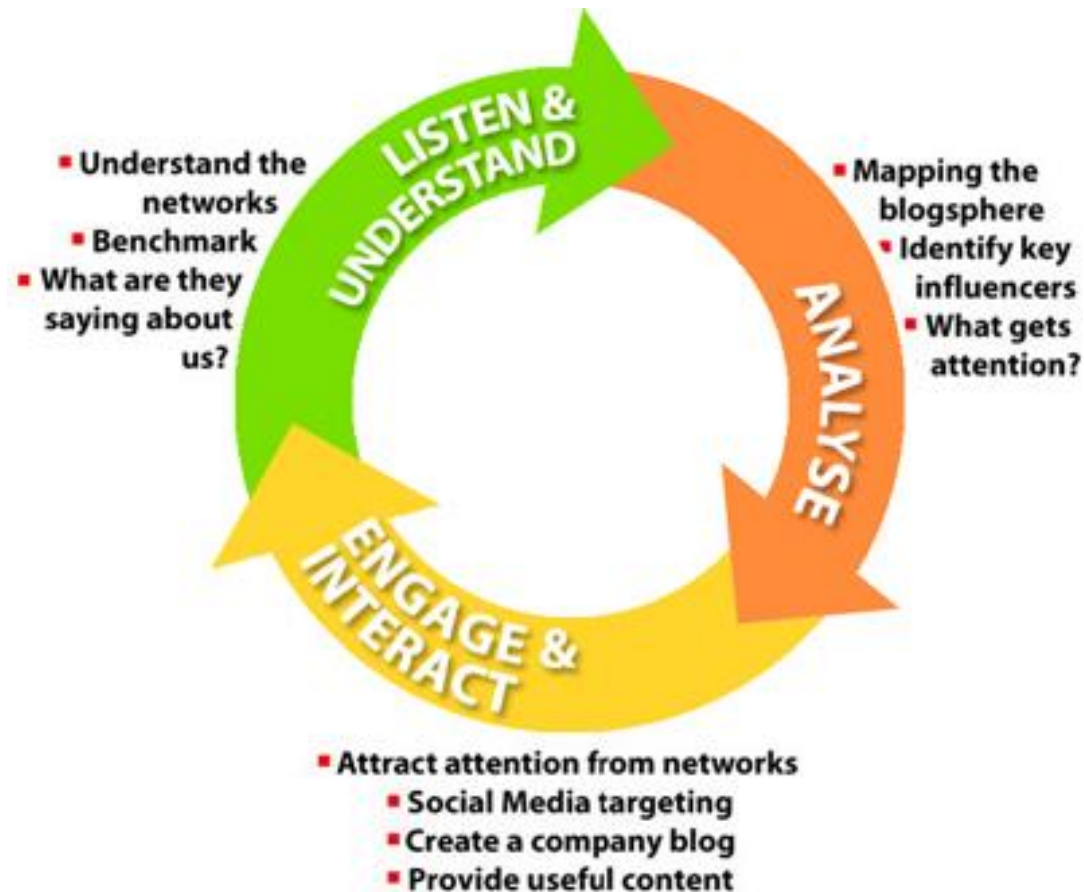 LISTEN &
UNDERSTAND
▪ Understand the
networks
▪ Benchmark
▪ What are they
saying about
us?
ANALYSE
▪ Mapping the
blogsphere
▪ Identify key
influencers
▪ What gets
attention?
ENGAGE &
INTERACT
▪ Attract attention from networks
▪ Social Media targeting
▪ Create a company blog
▪ Provide useful content